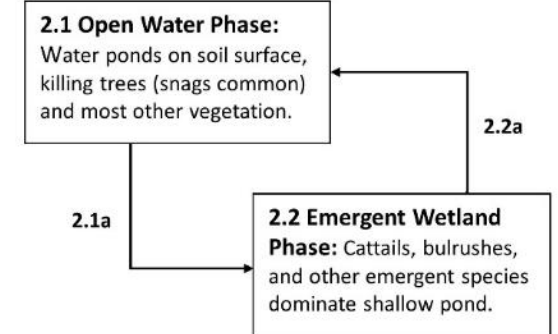 2.1 Open Water Phase:
Water ponds on soil surface,
killing trees (snags common)
and most other vegetation.
2.2a
2.1a
2.2 Emergent Wetland
Phase: Cattails, bulrushes,
and other emergent species
dominate shallow pond.